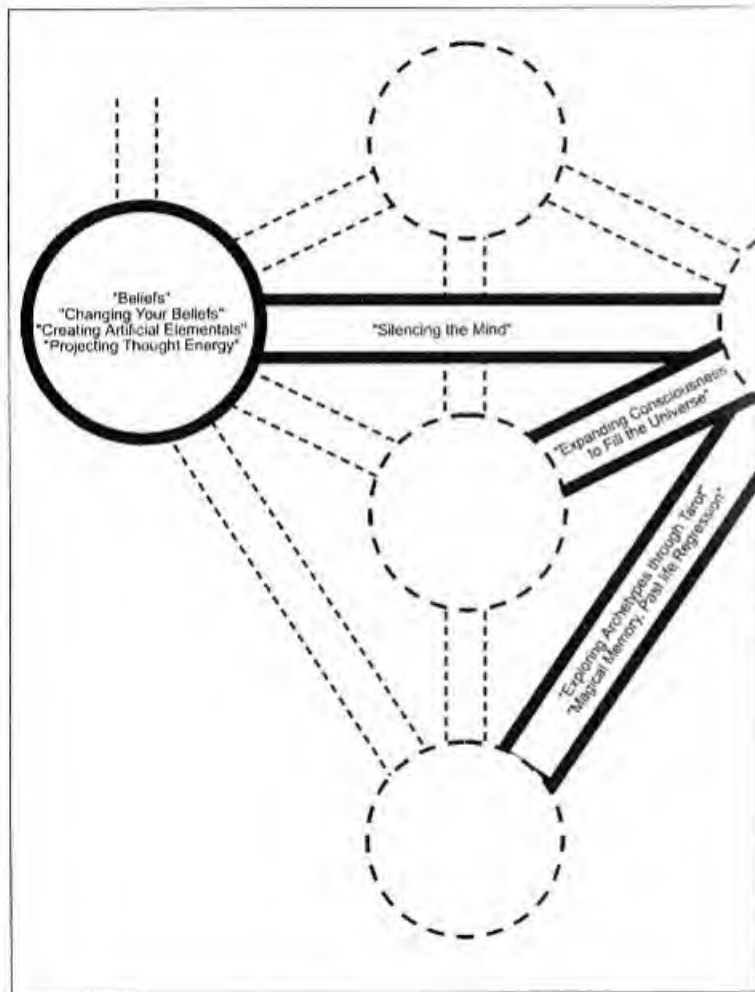 "Beliefs"
"Changing Your Beliefs"
"Creating Artificial Elementals"
"Projecting Thought Energy"
"Silencing the Mind"
"Expanding Consciousness
to Fill the Universe"
"Exploring Archetypes through Tarot"
"Magical Memory, Past life Regression"